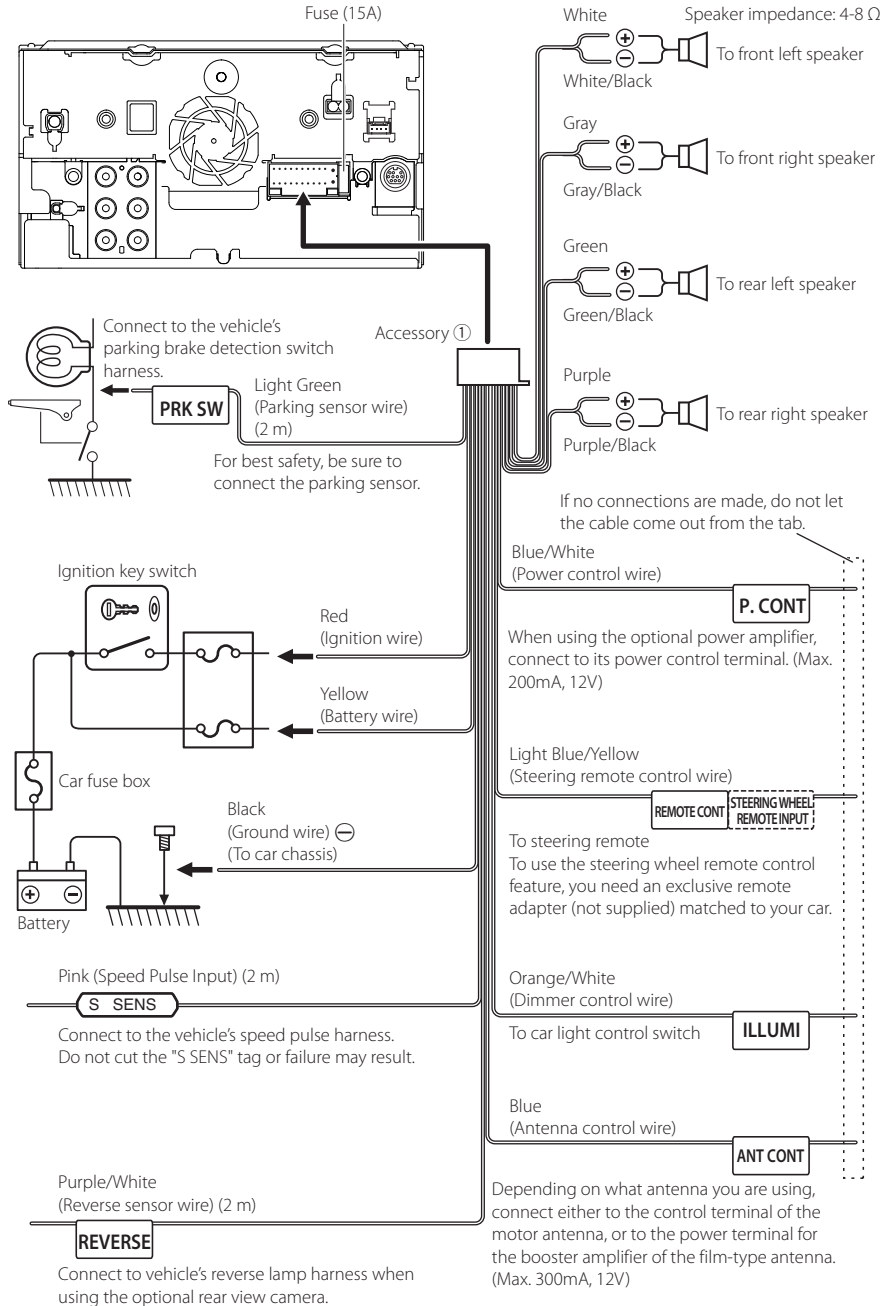 Fuse (15A)
White
Speaker impedance: 4-8 Ω
⊕
⊖
To front left speaker
White/Black
Gray
⊕
⊖
To front right speaker
Gray/Black
Green
⊕
⊖
To rear left speaker
Green/Black
Purple
⊕
⊖
To rear right speaker
Purple/Black
Accessory ①
Connect to the vehicle's
parking brake detection switch
harness.
PRK SW
Light Green
(Parking sensor wire)
(2 m)
For best safety, be sure to
connect the parking sensor.
If no connections are made, do not let
the cable come out from the tab.
Blue/White
(Power control wire)
P. CONT
When using the optional power amplifier,
connect to its power control terminal. (Max.
200mA, 12V)
Ignition key switch
Red
(Ignition wire)
Yellow
(Battery wire)
Car fuse box
Black
(Ground wire) ⊖
(To car chassis)
⊕ ⊖
Battery
Light Blue/Yellow
(Steering remote control wire)
REMOTE CONT
STEERING WHEEL
REMOTE INPUT
To steering remote
To use the steering wheel remote control
feature, you need an exclusive remote
adapter (not supplied) matched to your car.
Pink (Speed Pulse Input) (2 m)
S SENS
Connect to the vehicle's speed pulse harness.
Do not cut the "S SENS" tag or failure may result.
Orange/White
(Dimmer control wire)
To car light control switch
ILLUMI
Blue
(Antenna control wire)
ANT CONT
Depending on what antenna you are using,
connect either to the control terminal of the
motor antenna, or to the power terminal for
the booster amplifier of the film-type antenna.
(Max. 300mA, 12V)
Purple/White
(Reverse sensor wire) (2 m)
REVERSE
Connect to vehicle's reverse lamp harness when
using the optional rear view camera.